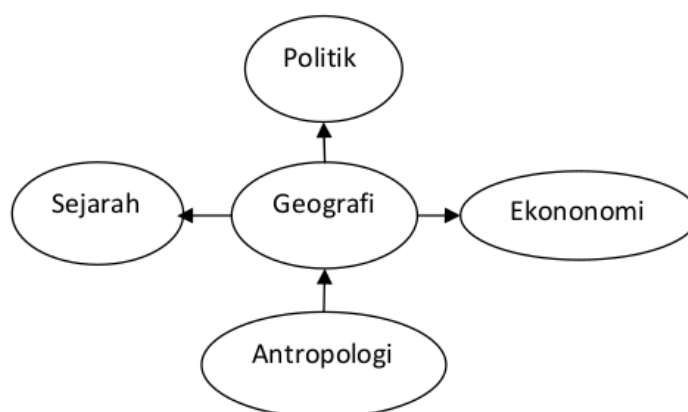 Politik
Sejarah
Geografi
Ekononomi
Antropologi